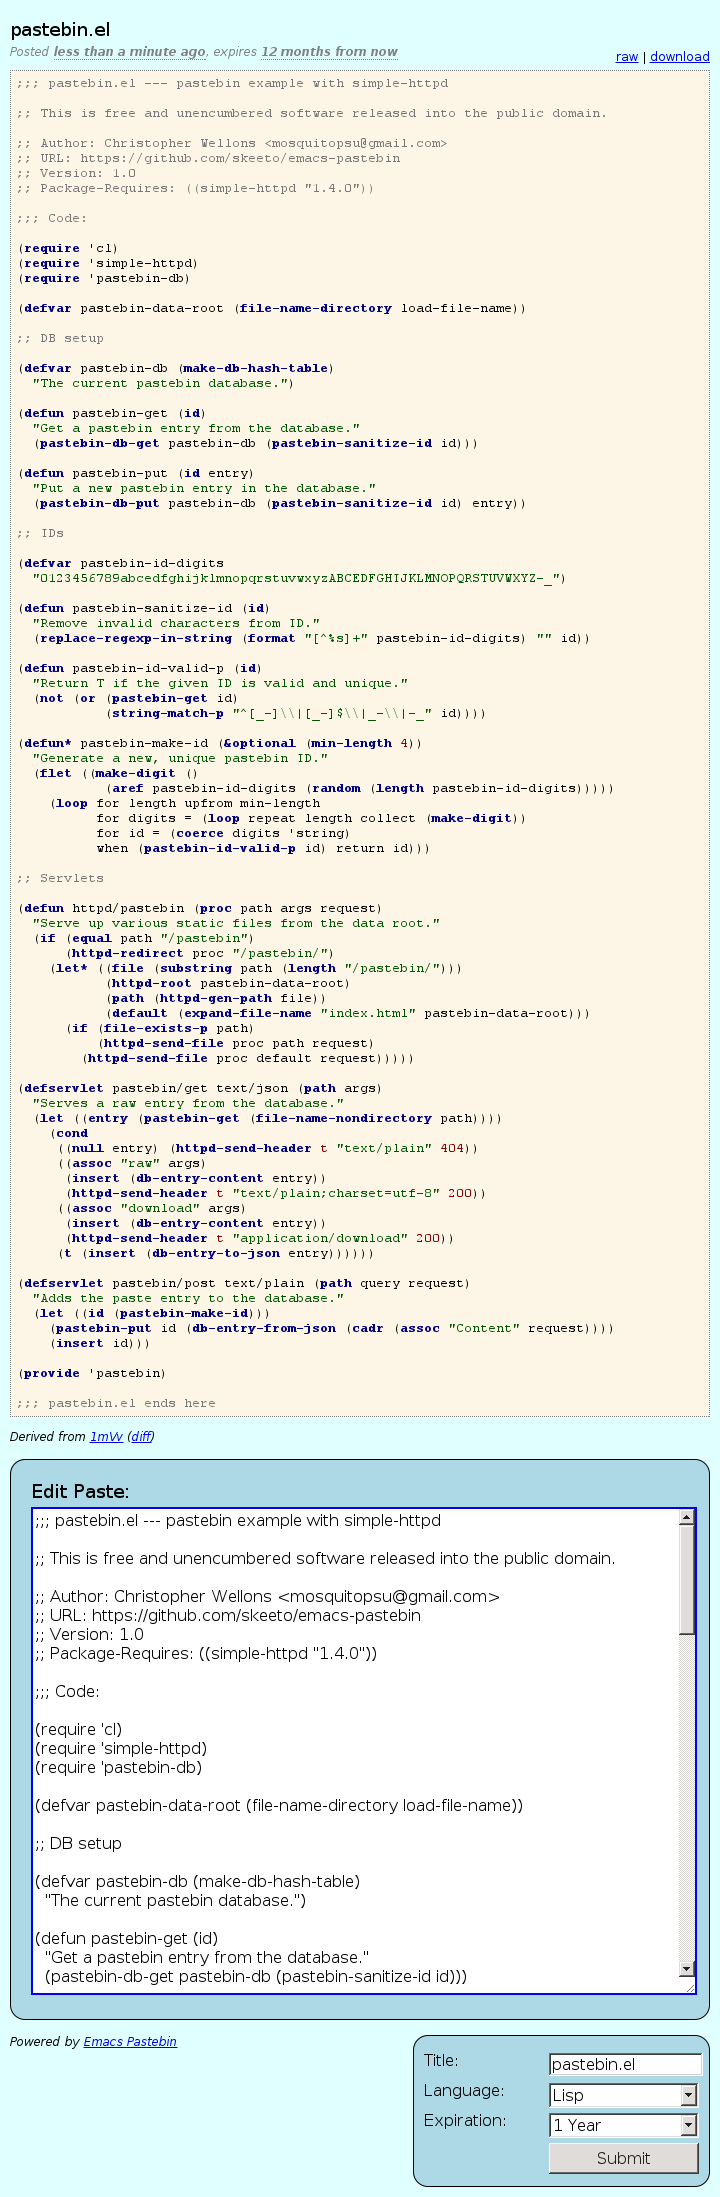 pastebin.el
Posted less than a minute ago, expires 12 months from now
raw | download
;;; pastebin.el --- pastebin example with simple-httpd
;; This is free and unencumbered software released into the public domain.
;; Author: Christopher Wellons <mosquitopsu@gmail.com>
;; URL: https://github.com/skeeto/emacs-pastebin
;; Version: 1.0
;; Package-Requires: ((simple-httpd "1.4.0"))
;;; Code:
(require 'cl)
(require 'simple-httpd)
(require 'pastebin-db)
(defvar pastebin-data-root (file-name-directory load-file-name))
;; DB setup
(defvar pastebin-db (make-db-hash-table)
  "The current pastebin database.")
(defun pastebin-get (id)
  "Get a pastebin entry from the database."
  (pastebin-db-get pastebin-db (pastebin-sanitize-id id)))
(defun pastebin-put (id entry)
  "Put a new pastebin entry in the database."
  (pastebin-db-put pastebin-db (pastebin-sanitize-id id) entry))
;; IDs
(defvar pastebin-id-digits
  "0123456789abcedfghijklmnopqrstuvwxyzABCEDFGHIJKLMNOPQRSTUVWXYZ-_")
(defun pastebin-sanitize-id (id)
  "Remove invalid characters from ID."
  (replace-regexp-in-string (format "[^%s]+" pastebin-id-digits) "" id))
(defun pastebin-id-valid-p (id)
  "Return T if the given ID is valid and unique."
  (not (or (pastebin-get id)
           (string-match-p "^[_-]\\|[_-]$\\|_-\\|-_" id))))
(defun* pastebin-make-id (&optional (min-length 4))
  "Generate a new, unique pastebin ID."
  (flet ((make-digit ()
           (aref pastebin-id-digits (random (length pastebin-id-digits)))))
    (loop for length upfrom min-length
          for digits = (loop repeat length collect (make-digit))
          for id = (coerce digits 'string)
          when (pastebin-id-valid-p id) return id)))
;; Servlets
(defun httpd/pastebin (proc path args request)
  "Serve up various static files from the data root."
  (if (equal path "/pastebin")
      (httpd-redirect proc "/pastebin/")
    (let* ((file (substring path (length "/pastebin/")))
           (httpd-root pastebin-data-root)
           (path (httpd-gen-path file))
           (default (expand-file-name "index.html" pastebin-data-root)))
      (if (file-exists-p path)
          (httpd-send-file proc path request)
        (httpd-send-file proc default request)))))
(defservlet pastebin/get text/json (path args)
  "Serves a raw entry from the database."
  (let ((entry (pastebin-get (file-name-nondirectory path))))
    (cond
     ((null entry) (httpd-send-header t "text/plain" 404))
     ((assoc "raw" args)
      (insert (db-entry-content entry))
      (httpd-send-header t "text/plain;charset=utf-8" 200))
     ((assoc "download" args)
      (insert (db-entry-content entry))
      (httpd-send-header t "application/download" 200))
     (t (insert (db-entry-to-json entry))))))
(defservlet pastebin/post text/plain (path query request)
  "Adds the paste entry to the database."
  (let ((id (pastebin-make-id)))
    (pastebin-put id (db-entry-from-json (cadr (assoc "Content" request))))
    (insert id)))
(provide 'pastebin)
;;; pastebin.el ends here
Derived from 1mVv (diff)
Edit Paste:
;;; pastebin.el --- pastebin example with simple-httpd
;; This is free and unencumbered software released into the public domain.
;; Author: Christopher Wellons <mosquitopsu@gmail.com>
;; URL: https://github.com/skeeto/emacs-pastebin
;; Version: 1.0
;; Package-Requires: ((simple-httpd "1.4.0"))
;;; Code:
(require 'cl)
(require 'simple-httpd)
(require 'pastebin-db)
(defvar pastebin-data-root (file-name-directory load-file-name))
;; DB setup
(defvar pastebin-db (make-db-hash-table)
  "The current pastebin database.")
(defun pastebin-get (id)
  "Get a pastebin entry from the database."
  (pastebin-db-get pastebin-db (pastebin-sanitize-id id)))
Powered by Emacs Pastebin
Title: pastebin.el
Language: Lisp
Expiration: 1 Year
Submit